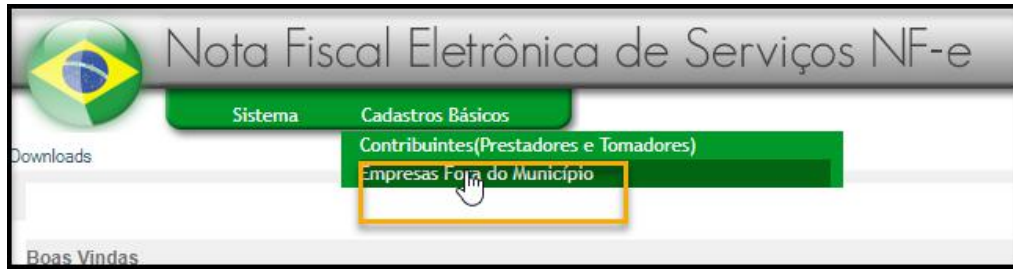 Nota Fiscal Eletrônica de Serviços NF-e
Sistema Cadastros Básicos
Downloads
Contribuintes(Prestadores e Tomadores)
Empresas Fora do Município
Boas Vindas